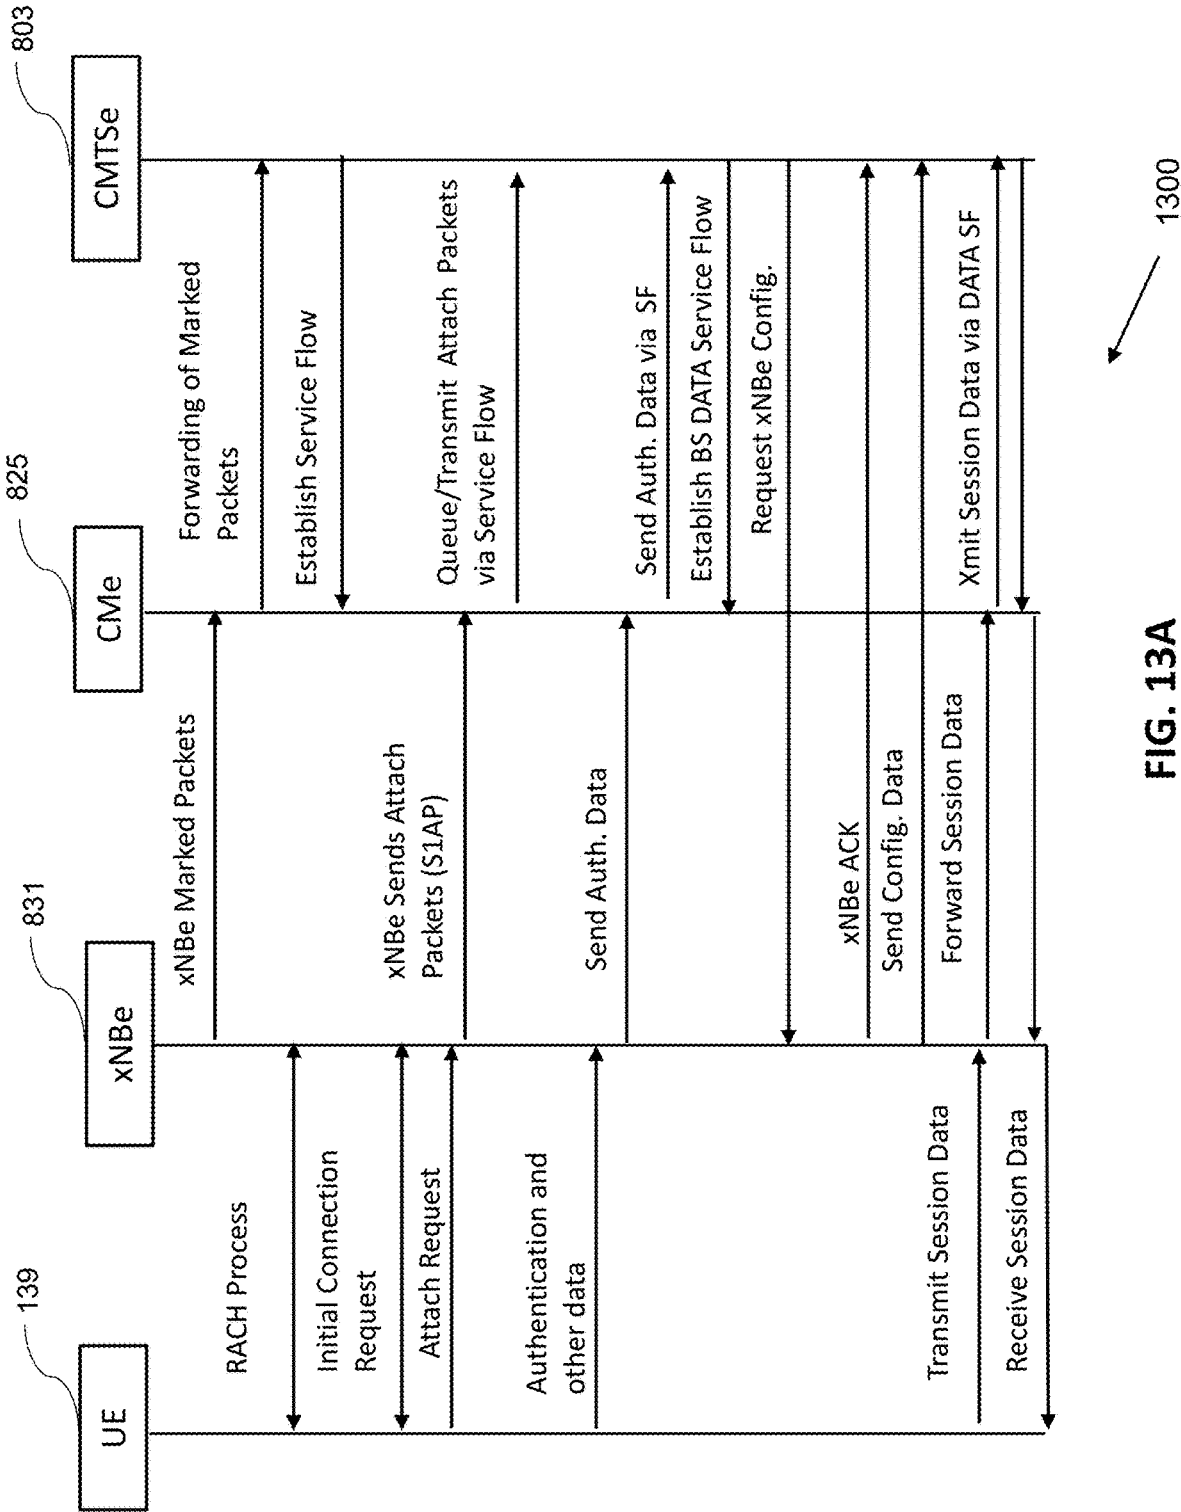 139
831
825
803
UE
xNBe
CMe
CMTSe
xNBe Marked Packets
Forwarding of Marked
Packets
RACH Process
Establish Service Flow
Initial Connection
Request
Attach Request
xNBe Sends Attach
Packets (S1AP)
Queue/Transmit Attach Packets
via Service Flow
Authentication and
other data
Send Auth. Data
Send Auth. Data via SF
Establish BS DATA Service Flow
Request xNBe Config.
xNBe ACK
Send Config. Data
Transmit Session Data
Forward Session Data
Xmit Session Data via DATA SF
Receive Session Data
1300
FIG. 13A